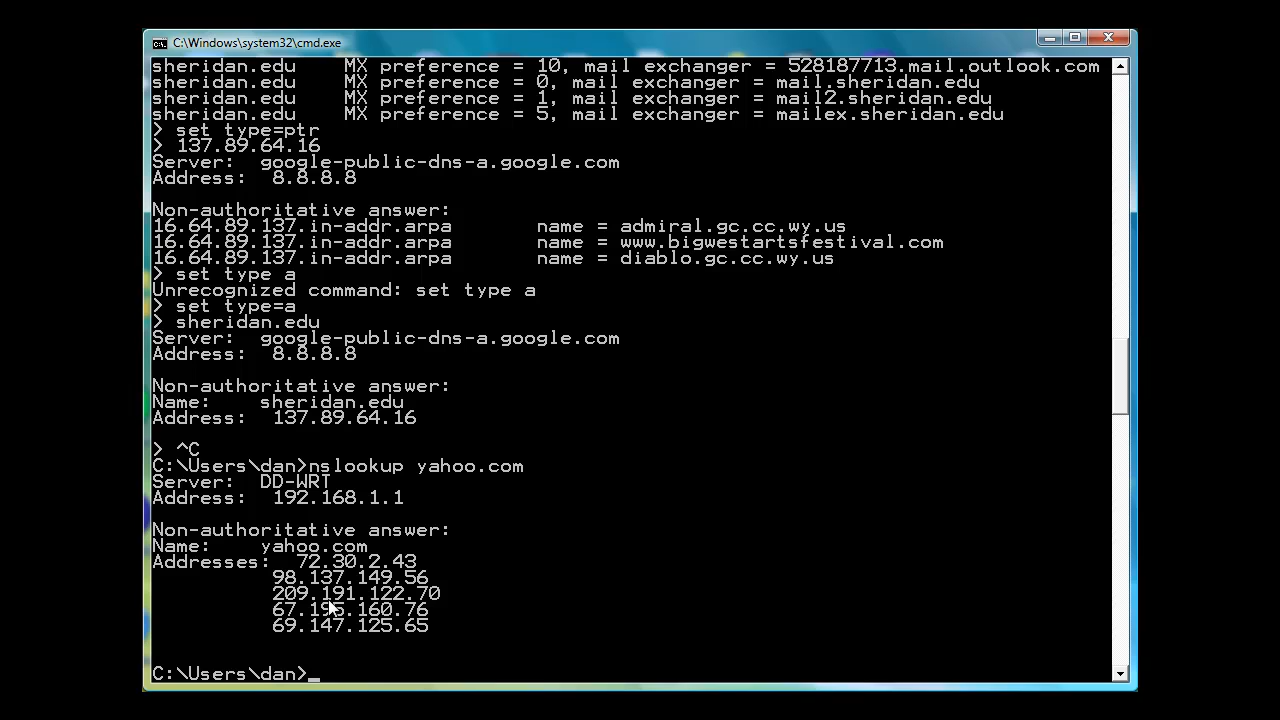 C:\Windows\system32\cmd.exe
sheridan.edu    MX preference = 10, mail exchanger = 528187713.mail.outlook.com
sheridan.edu    MX preference = 0, mail exchanger = mail.sheridan.edu
sheridan.edu    MX preference = 1, mail exchanger = mail2.sheridan.edu
sheridan.edu    MX preference = 5, mail exchanger = mailex.sheridan.edu
> set type=ptr
> 137.89.64.16
Server:  google-public-dns-a.google.com
Address:  8.8.8.8
Non-authoritative answer:
16.64.89.137.in-addr.arpa       name = admiral.gc.cc.wy.us
16.64.89.137.in-addr.arpa       name = www.bigwestartsfestival.com
16.64.89.137.in-addr.arpa       name = diablo.gc.cc.wy.us
> set type a
Unrecognized command: set type a
> set type=a
> sheridan.edu
Server:  google-public-dns-a.google.com
Address:  8.8.8.8
Non-authoritative answer:
Name:    sheridan.edu
Address:  137.89.64.16
> ^C
C:\Users\dan>nslookup yahoo.com
Server:  DD-WRT
Address:  192.168.1.1
Non-authoritative answer:
Name:    yahoo.com
Addresses:  72.30.2.43
98.137.149.56
209.191.122.70
67.195.160.76
69.147.125.65
C:\Users\dan>_